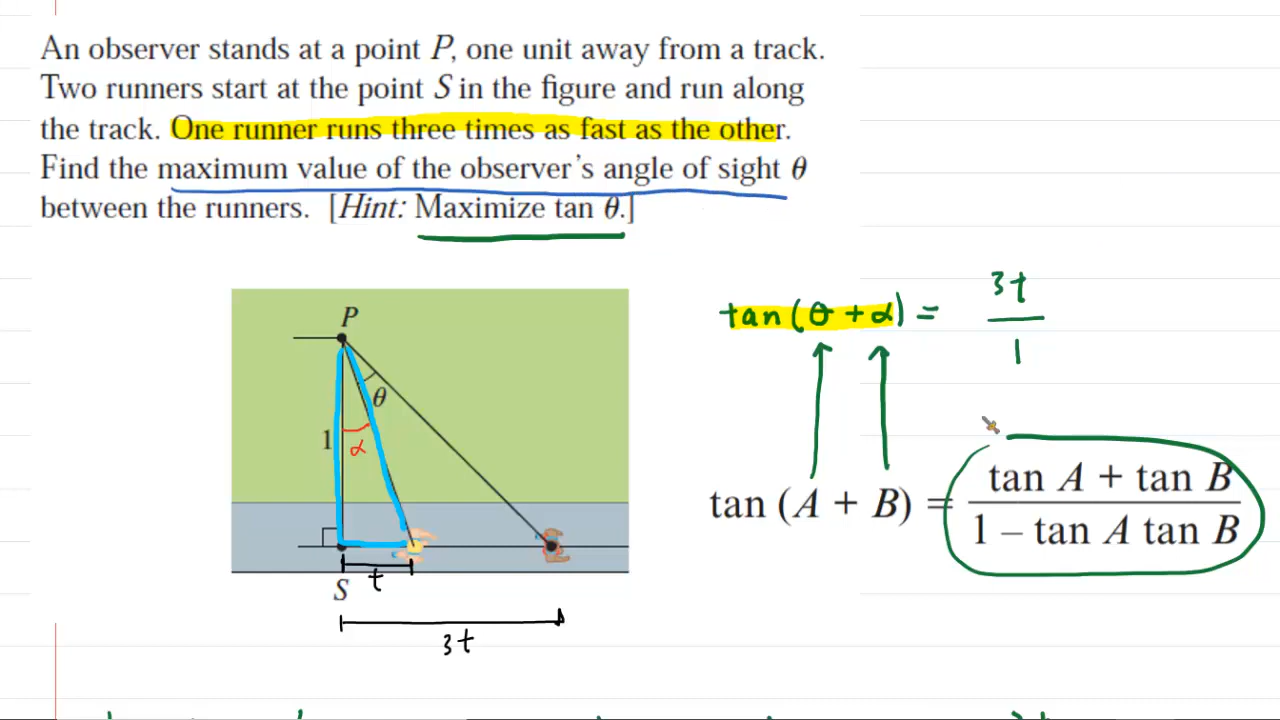 An observer stands at a point P, one unit away from a track.
Two runners start at the point S in the figure and run along
the track. One runner runs three times as fast as the other.
Find the maximum value of the observer's angle of sight θ
between the runners. [Hint: Maximize tan θ.]
tan(θ + α) = 3t / 1
P
θ
1
α
tan (A + B) = tan A + tan B / 1 – tan A tan B
t
S
3t